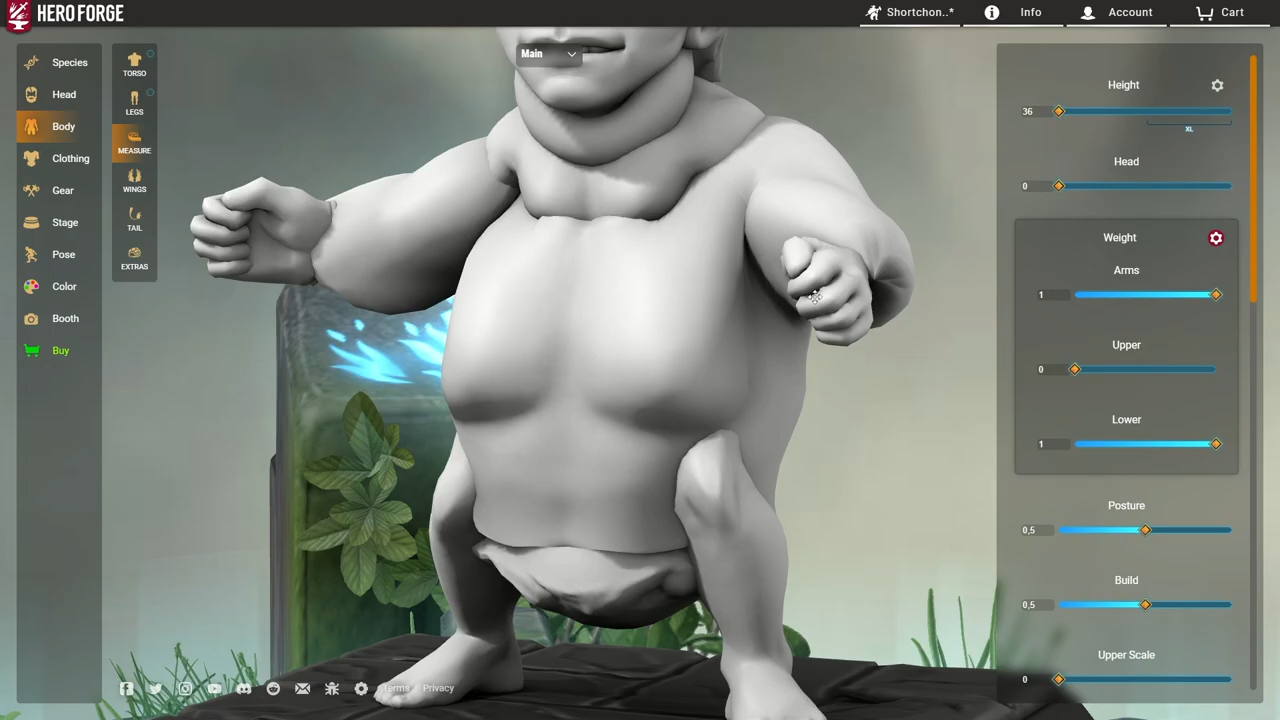 HERO FORGE
Shortchon..*
Info
Account
Cart
Main
Species
Head
Body
Clothing
Gear
Stage
Pose
Color
Booth
Buy
TORSO
LEGS
MEASURE
WINGS
TAIL
EXTRAS
Height
36
XL
Head
0
Weight
Arms
1
Upper
0
Lower
1
Posture
0,5
Build
0,5
Upper Scale
0
Terms
Privacy